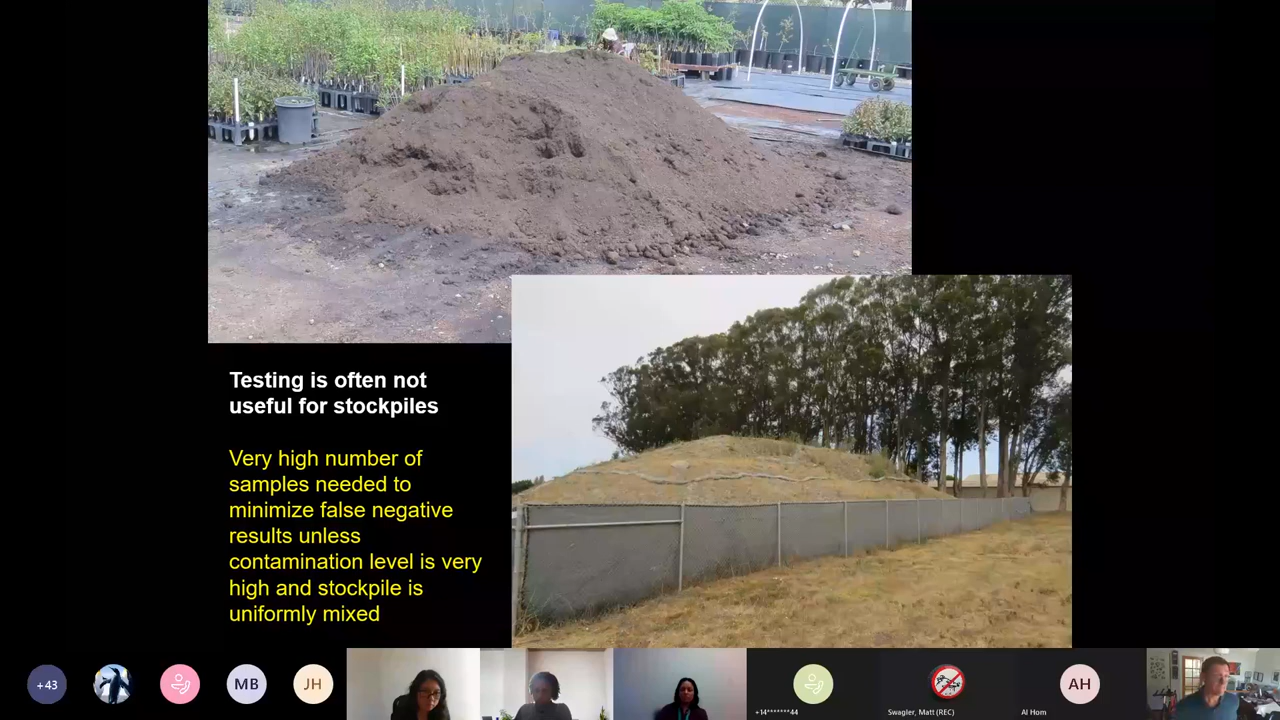 Testing is often not
useful for stockpiles
Very high number of
samples needed to
minimize false negative
results unless
contamination level is very
high and stockpile is
uniformly mixed
+43
MB
JH
AH
+14*******44
Swagler, Matt (REC)
Al Hom